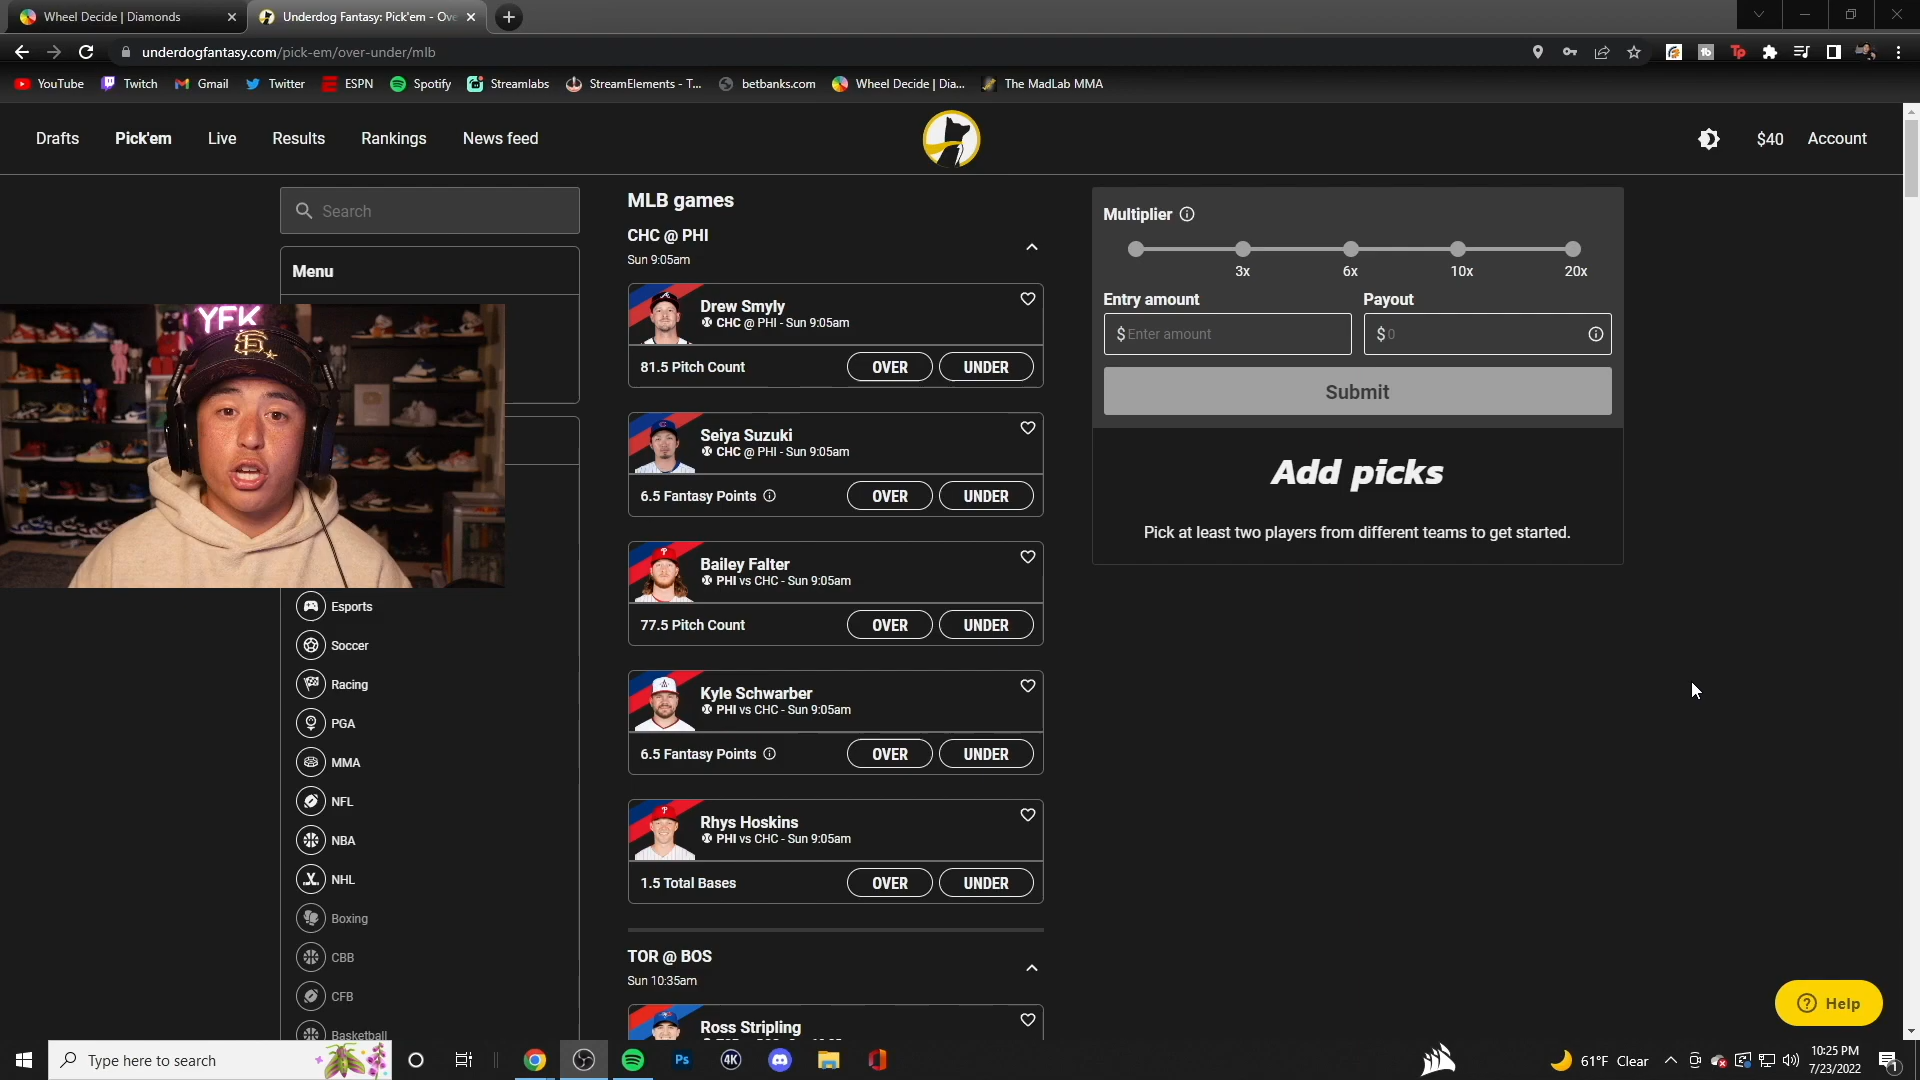 Wheel Decide | Diamonds
Underdog Fantasy: Pick'em - Ove
underdogfantasy.com/pick-em/over-under/mlb
YouTube
Twitch
Gmail
Twitter
ESPN
Spotify
Streamlabs
StreamElements - T...
betbanks.com
Wheel Decide | Dia...
The MadLab MMA
Drafts
Pick'em
Live
Results
Rankings
News feed
$40
Account
Search
Menu
YFK
SF
Esports
Soccer
Racing
PGA
MMA
NFL
NBA
NHL
Boxing
CBB
CFB
Basketball
MLB games
CHC @ PHI
Sun 9:05am
Drew Smyly
CHC @ PHI - Sun 9:05am
81.5 Pitch Count
OVER
UNDER
Seiya Suzuki
CHC @ PHI - Sun 9:05am
6.5 Fantasy Points
OVER
UNDER
Bailey Falter
PHI vs CHC - Sun 9:05am
77.5 Pitch Count
OVER
UNDER
Kyle Schwarber
PHI vs CHC - Sun 9:05am
6.5 Fantasy Points
OVER
UNDER
Rhys Hoskins
PHI vs CHC - Sun 9:05am
1.5 Total Bases
OVER
UNDER
TOR @ BOS
Sun 10:35am
Ross Stripling
Multiplier
3x
6x
10x
20x
Entry amount
Payout
$ Enter amount
$ 0
Submit
Add picks
Pick at least two players from different teams to get started.
Help
Type here to search
Ps
4K
61°F Clear
10:25 PM
7/23/2022
1